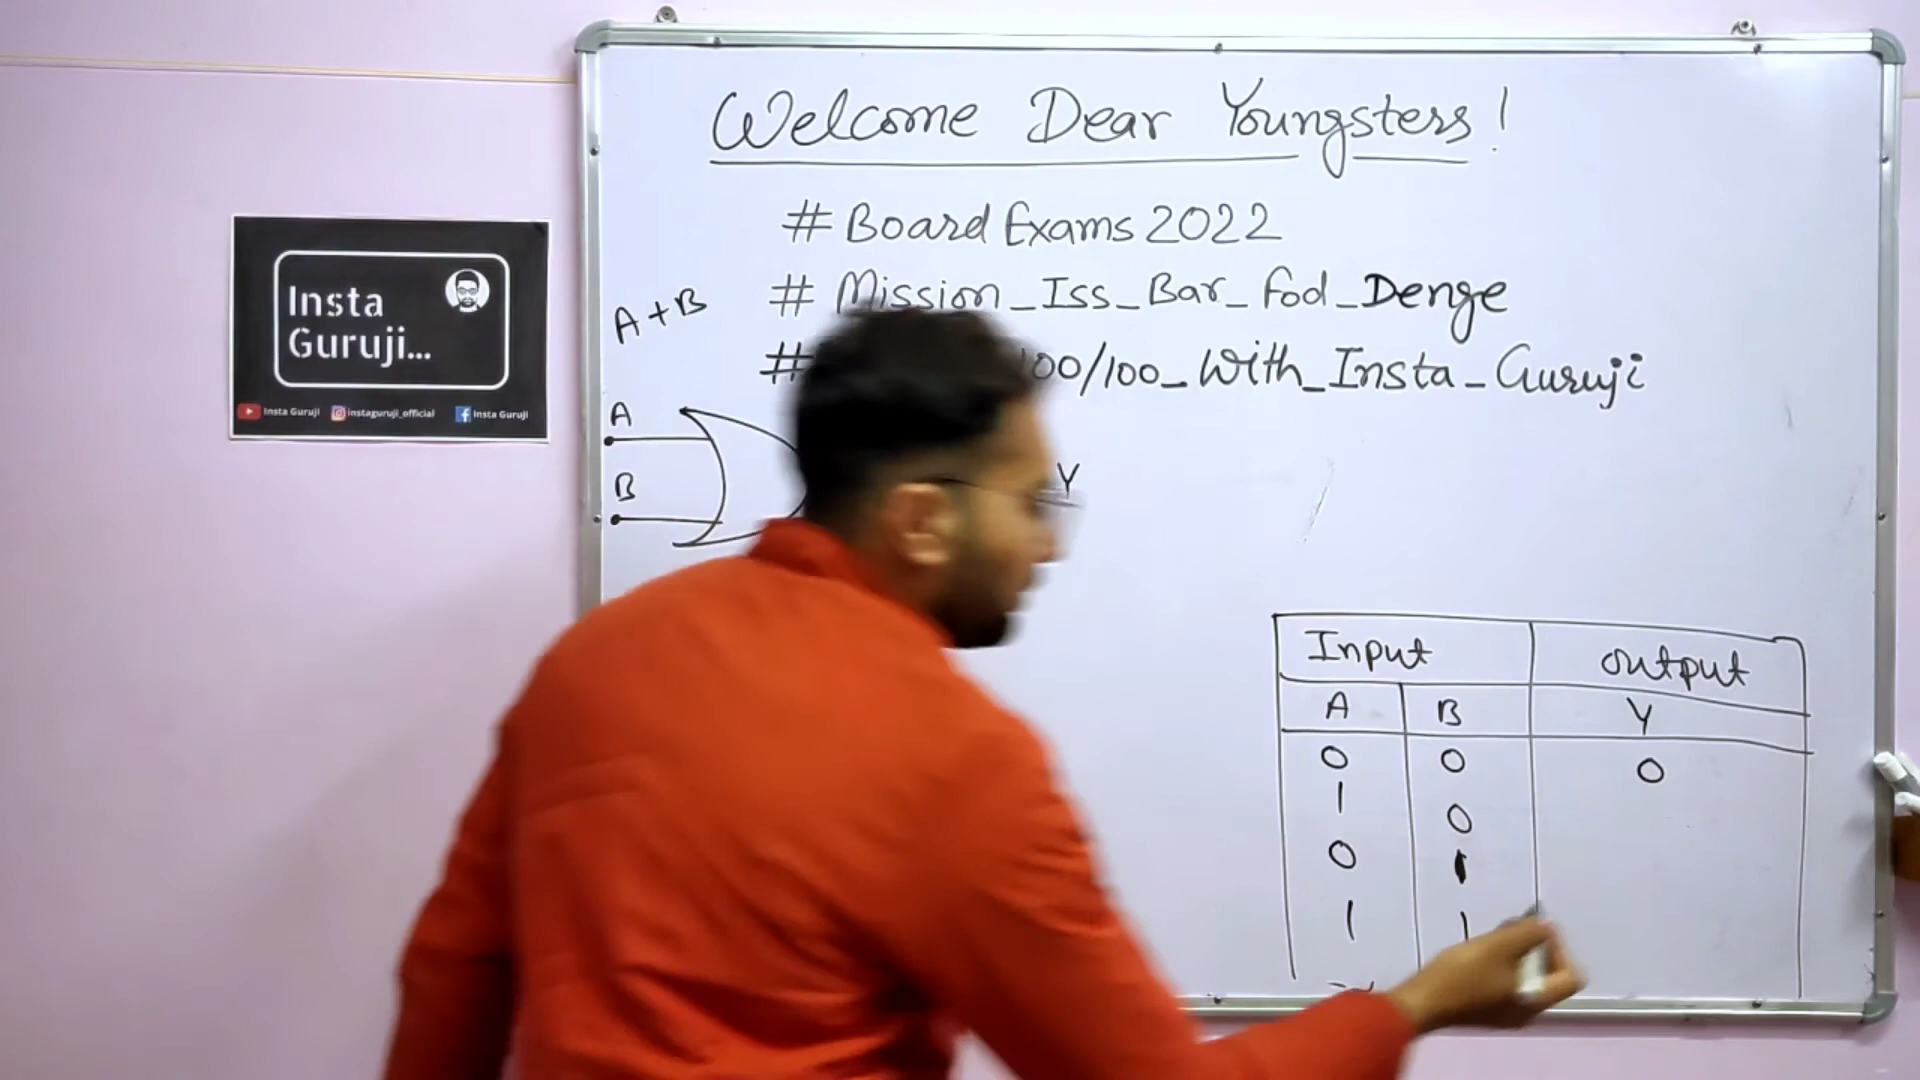 Welcome Dear Youngsters!
# Board Exams 2022
# Mission_Iss_Bar_Fod_Denge
# 100/100_With_Insta_Guruji
Insta
Guruji...
Insta Guruji instaguruji_official Insta Guruji
A+B
A
B
Y
Input output
A B Y
0 0 0
1 0
0 1
1 1